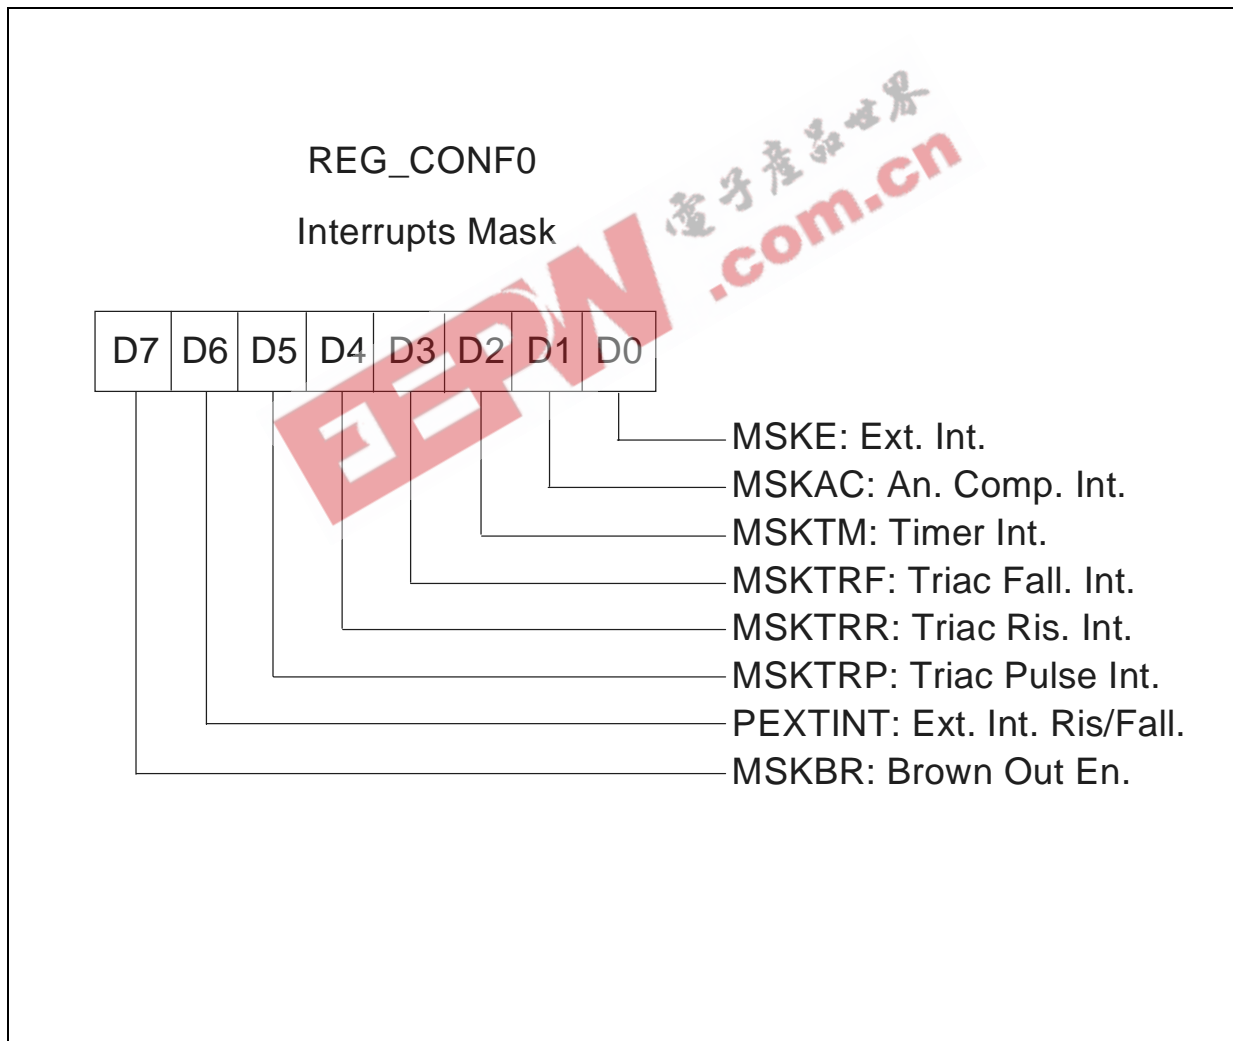 REG_CONF0
Interrupts Mask
D7 D6 D5 D4 D3 D2 D1 D0
MSKE: Ext. Int.
MSKAC: An. Comp. Int.
MSKTM: Timer Int.
MSKTRF: Triac Fall. Int.
MSKTRR: Triac Ris. Int.
MSKTRP: Triac Pulse Int.
PEXTINT: Ext. Int. Ris/Fall.
MSKBR: Brown Out En.
EEPW
.com.cn
電子產品世界